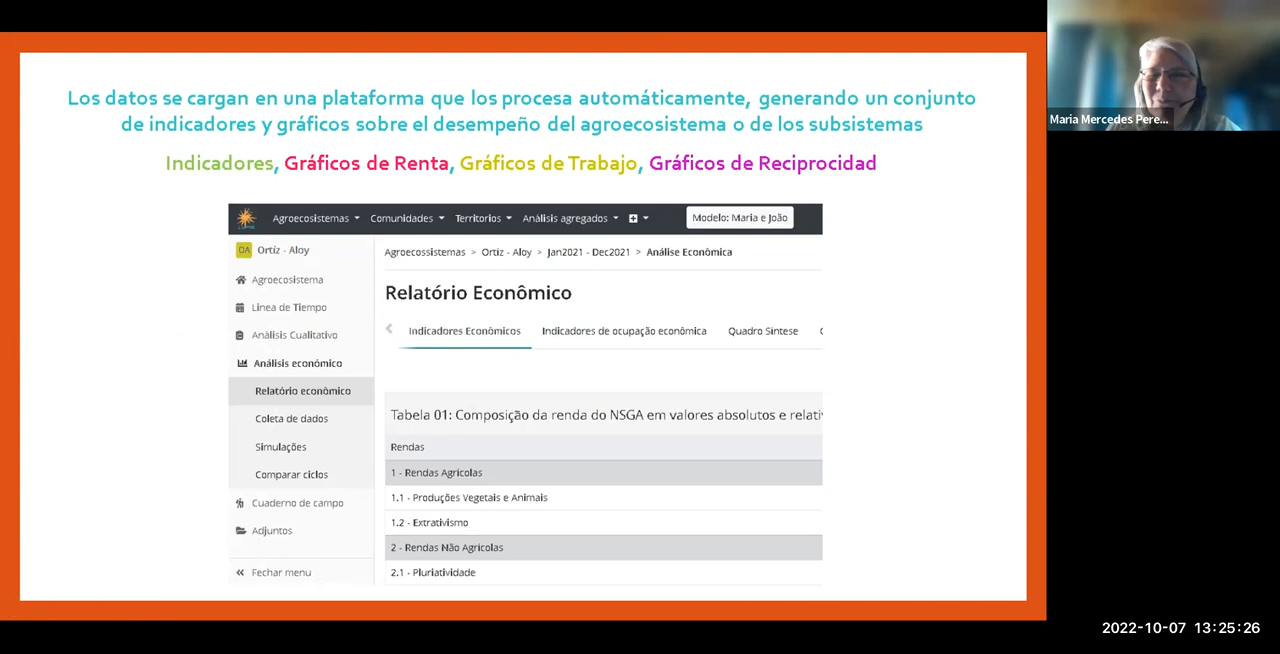 Los datos se cargan en una plataforma que los procesa automáticamente, generando un conjunto
de indicadores y gráficos sobre el desempeño del agroecosistema o de los subsistemas
Indicadores, Gráficos de Renta, Gráficos de Trabajo, Gráficos de Reciprocidad
Maria Mercedes Pere...
Agroecosistemas Comunidades Territorios Análisis agregados Modelo: Maria e João
OA Ortiz - Aloy
Agroecosistema
Linea de Tiempo
Análisis Cualitativo
Análisis económico
Relatório econômico
Coleta de dados
Simulações
Comparar ciclos
Cuaderno de campo
Adjuntos
Fechar menu
Agroecossistemas > Ortiz - Aloy > Jan2021 - Dec2021 > Análise Econômica
Relatório Econômico
Indicadores Econômicos Indicadores de ocupação econômica Quadro Sintese
Tabela 01: Composição da renda do NSGA em valores absolutos e relati
Rendas
1 - Rendas Agrícolas
1.1 - Produções Vegetais e Animais
1.2 - Extrativismo
2 - Rendas Não Agrícolas
2.1 - Pluriatividade
2022-10-07 13:25:26